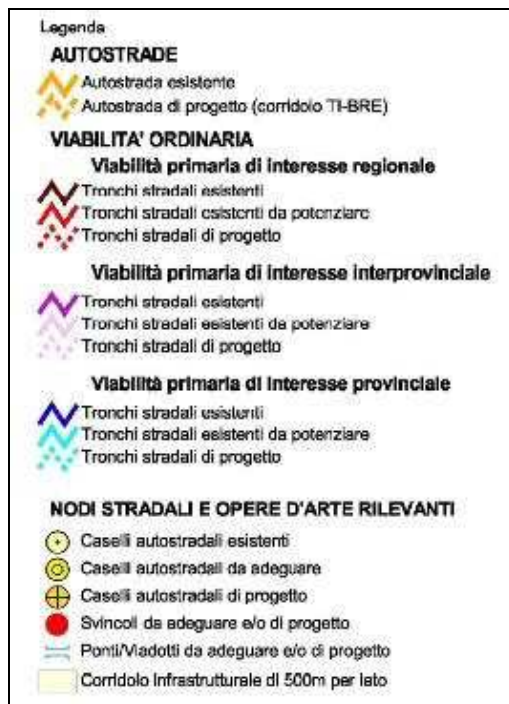 Legenda
AUTOSTRADE
Autostrada esistente
Autostrada di progetto (corridoio TI-BRE)
VIABILITA' ORDINARIA
Viabilità primaria di interesse regionale
Tronchi stradali esistenti
Tronchi stradali esistenti da potenziare
Tronchi stradali di progetto
Viabilità primaria di interesse interprovinciale
Tronchi stradali esistenti
Tronchi stradali esistenti da potenziare
Tronchi stradali di progetto
Viabilità primaria di interesse provinciale
Tronchi stradali esistenti
Tronchi stradali esistenti da potenziare
Tronchi stradali di progetto
NODI STRADALI E OPERE D'ARTE RILEVANTI
Caselli autostradali esistenti
Caselli autostradali da adeguare
Caselli autostradali di progetto
Svincoli da adeguare e/o di progetto
Ponti/Viadotti da adeguare e/o di progetto
Corridoio Infrastrutturale di 500m per lato